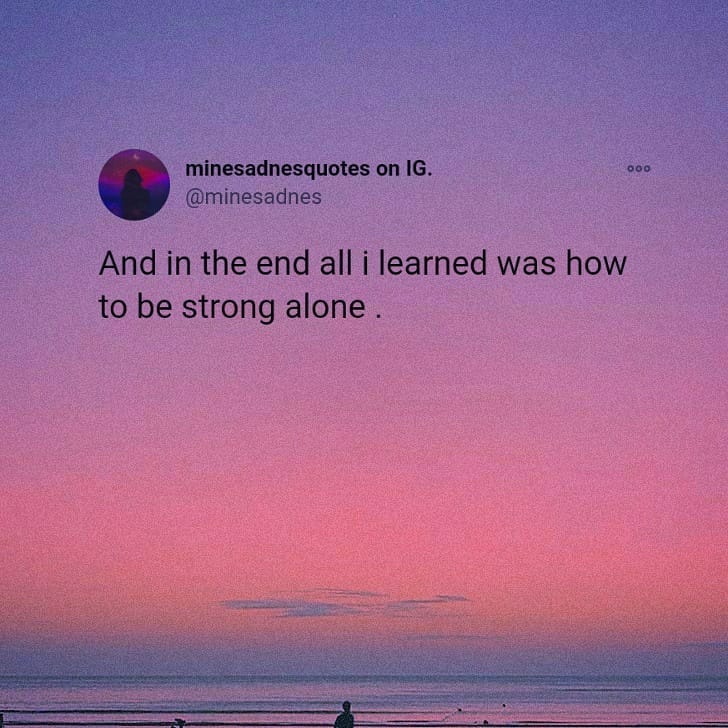 minesadnesquotes on IG.
@minesadnes
And in the end all i learned was how
to be strong alone .